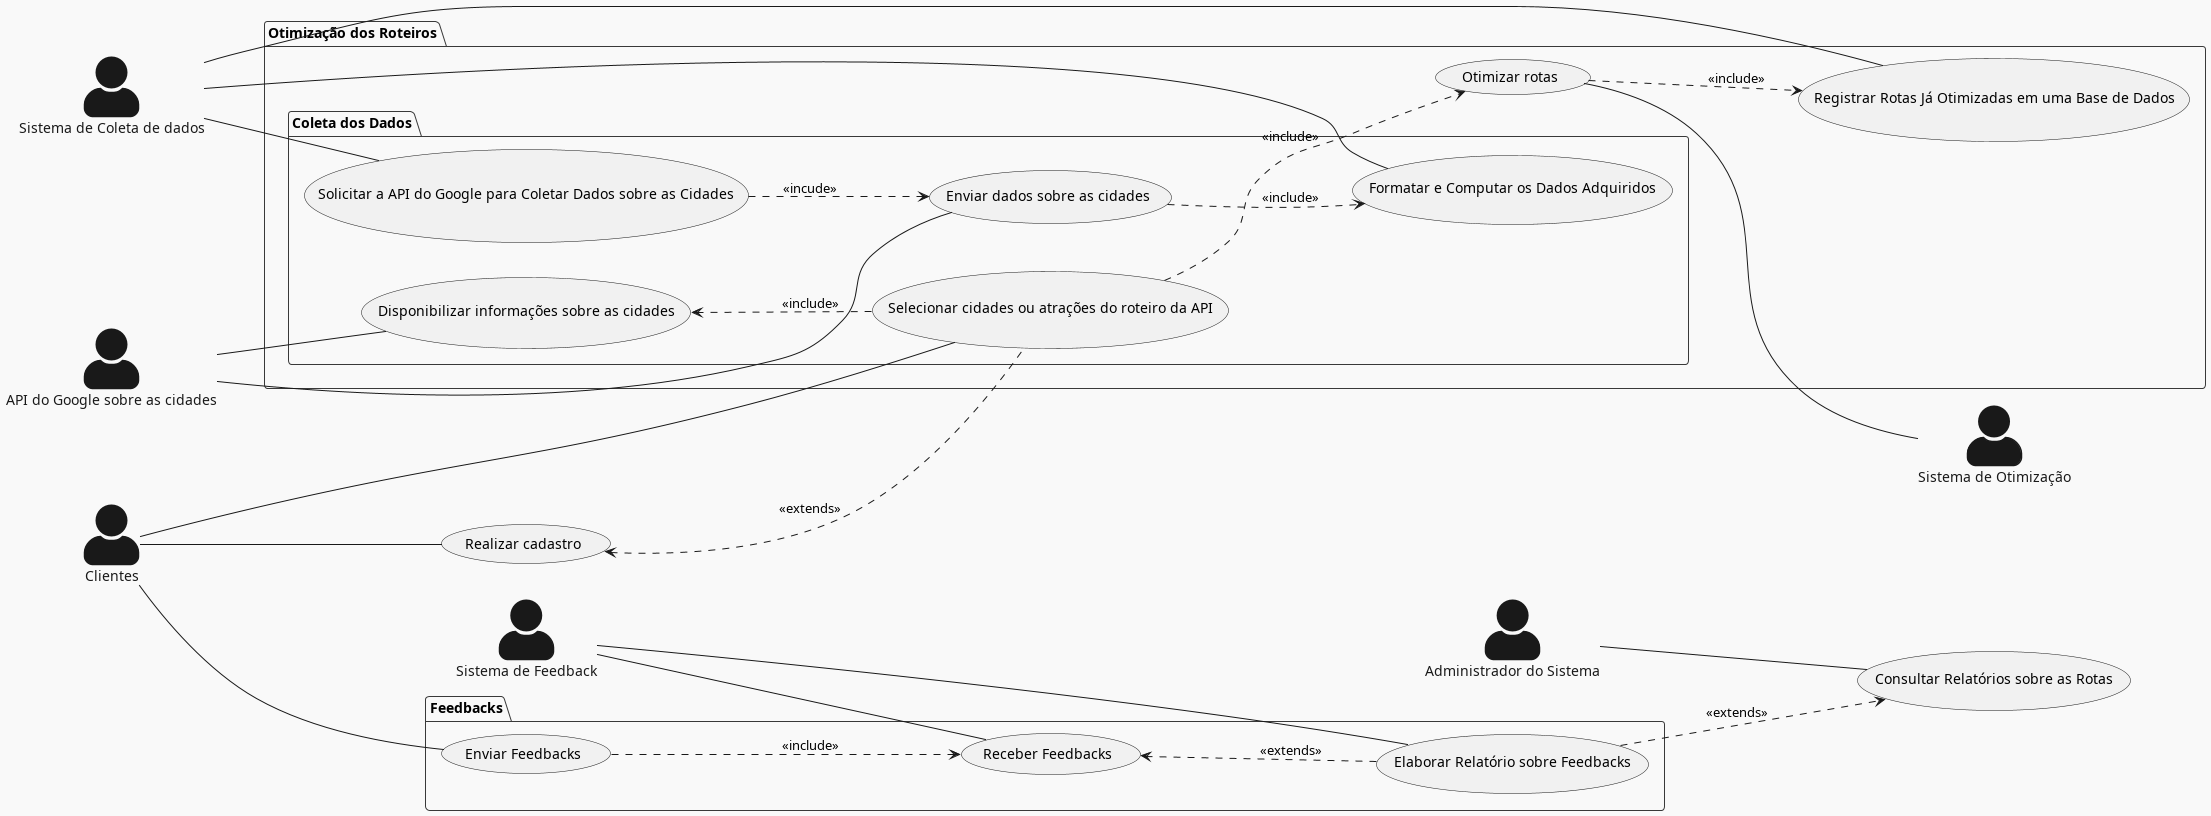 Otimização dos Roteiros
Sistema de Coleta de dados
Otimizar rotas
«include»
Registrar Rotas Já Otimizadas em uma Base de Dados
Coleta dos Dados
«include»
Solicitar a API do Google para Coletar Dados sobre as Cidades
«incude»
Enviar dados sobre as cidades
«include»
Formatar e Computar os Dados Adquiridos
Disponibilizar informações sobre as cidades
«include»
Selecionar cidades ou atrações do roteiro da API
API do Google sobre as cidades
Sistema de Otimização
«extends»
Realizar cadastro
Clientes
Sistema de Feedback
Administrador do Sistema
Consultar Relatórios sobre as Rotas
«extends»
Feedbacks
Enviar Feedbacks
«include»
Receber Feedbacks
«extends»
Elaborar Relatório sobre Feedbacks